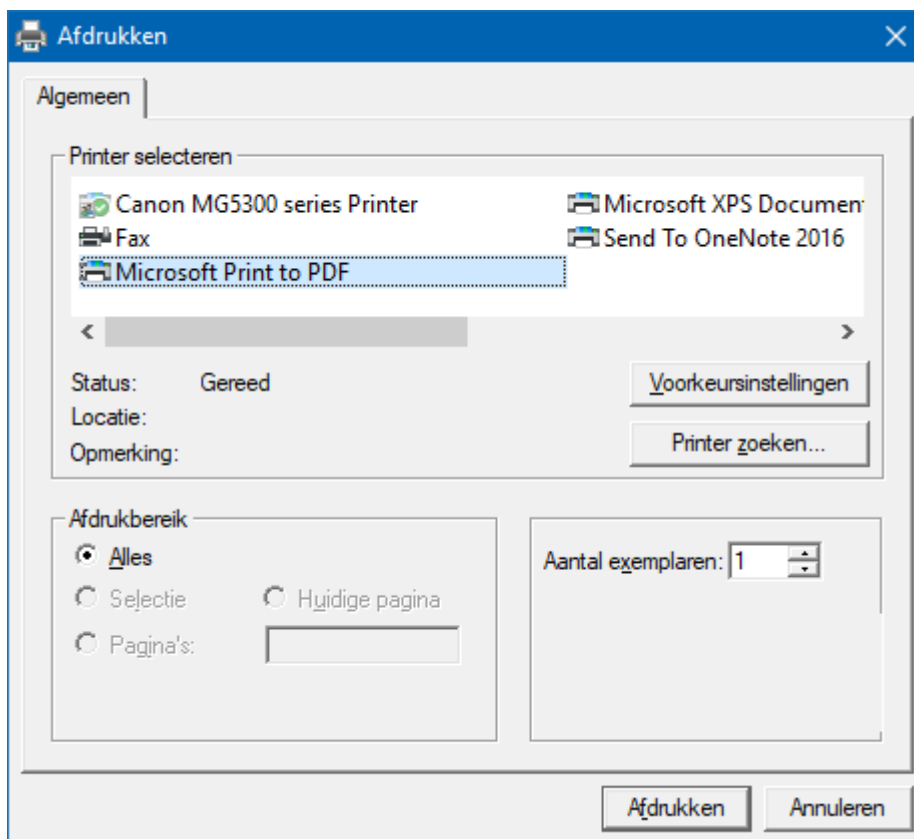 Afdrukken
Algemeen
Printer selecteren
Canon MG5300 series Printer
Fax
Microsoft Print to PDF
Microsoft XPS Documen
Send To OneNote 2016
Status: Gereed
Locatie:
Opmerking:
Voorkeursinstellingen
Printer zoeken...
Afdrukbereik
Alles
Selectie Huidige pagina
Pagina's:
Aantal exemplaren: 1
Afdrukken Annuleren